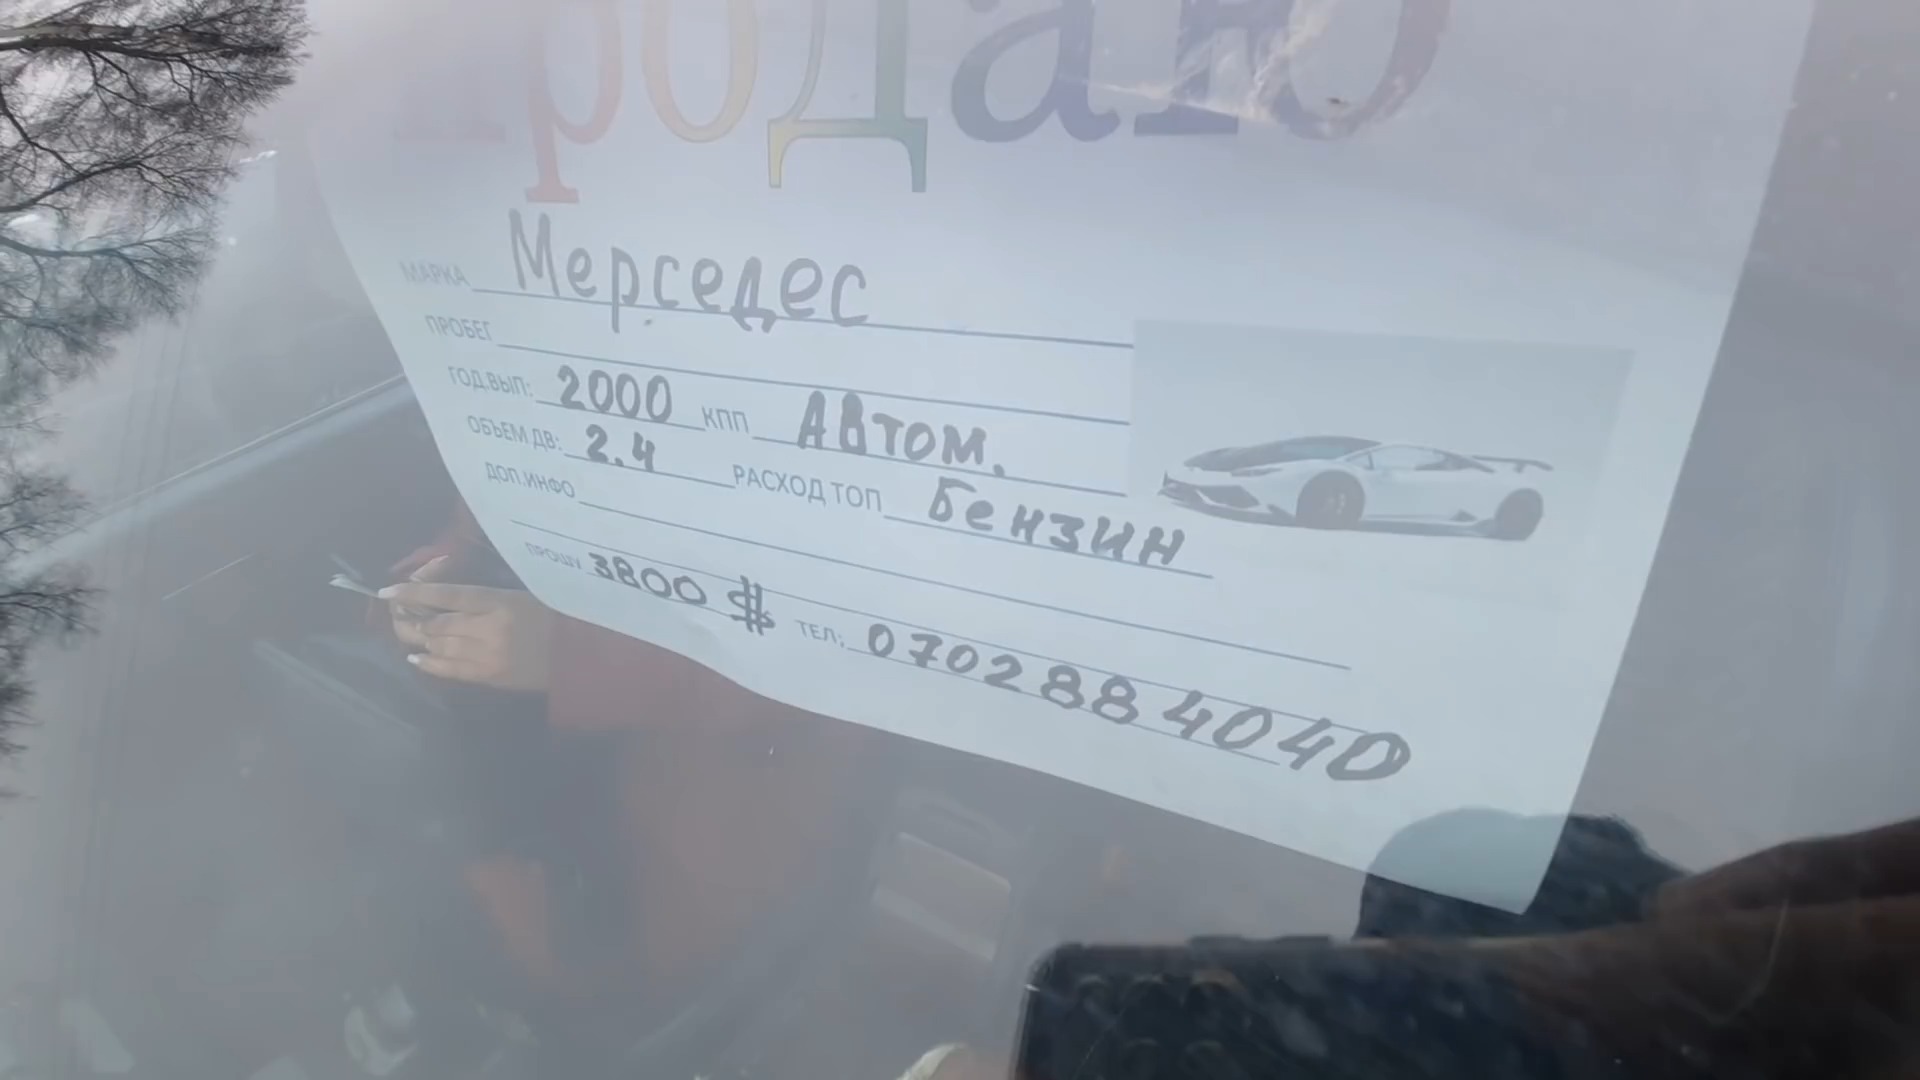 Продаю
МАРКА Мерседес
ПРОБЕГ
ГОД.ВЫП: 2000 КПП Автом.
ОБЪЕМ ДВ: 2.4 РАСХОД ТОП Бензин
ДОП.ИНФО
ПРОШУ 3800 $ ТЕЛ: 0702884040